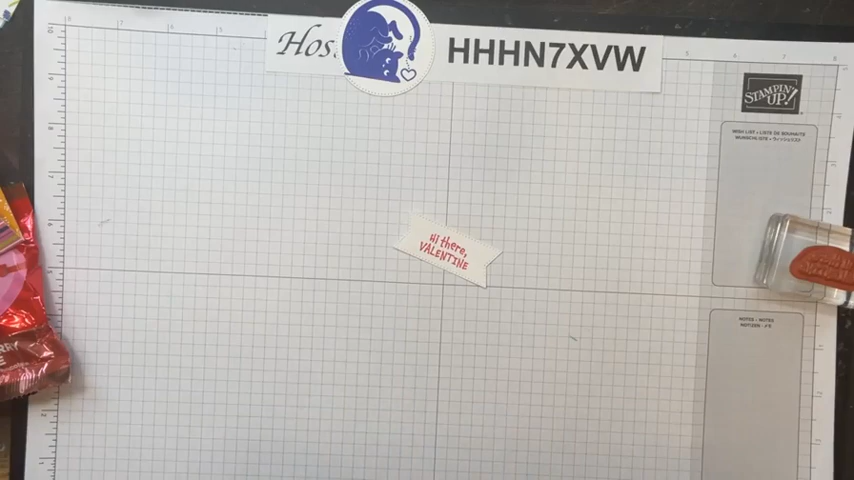 Hos
HHHN7XVW
STAMPIN' UP!
WISH LIST • LISTE DE SOUHAITS
WUNSCHLISTE • ウィッシュリスト
Hi there,
VALENTINE
NOTES • NOTES
NOTIZEN • メモ